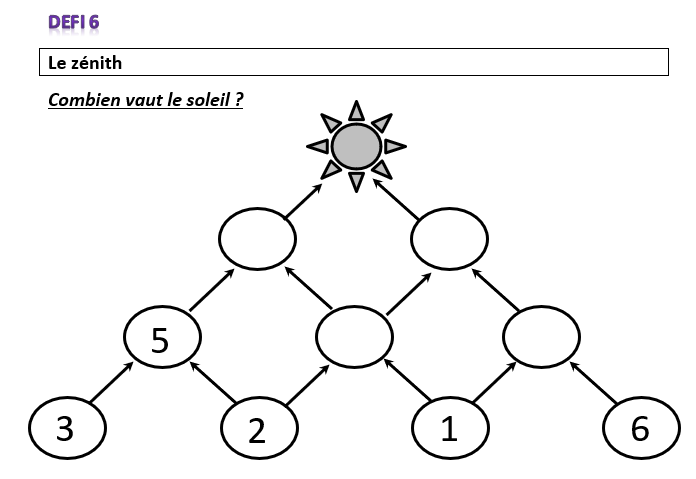 DEFI 6
Le zénith
Combien vaut le soleil ?
5
3 2 1 6